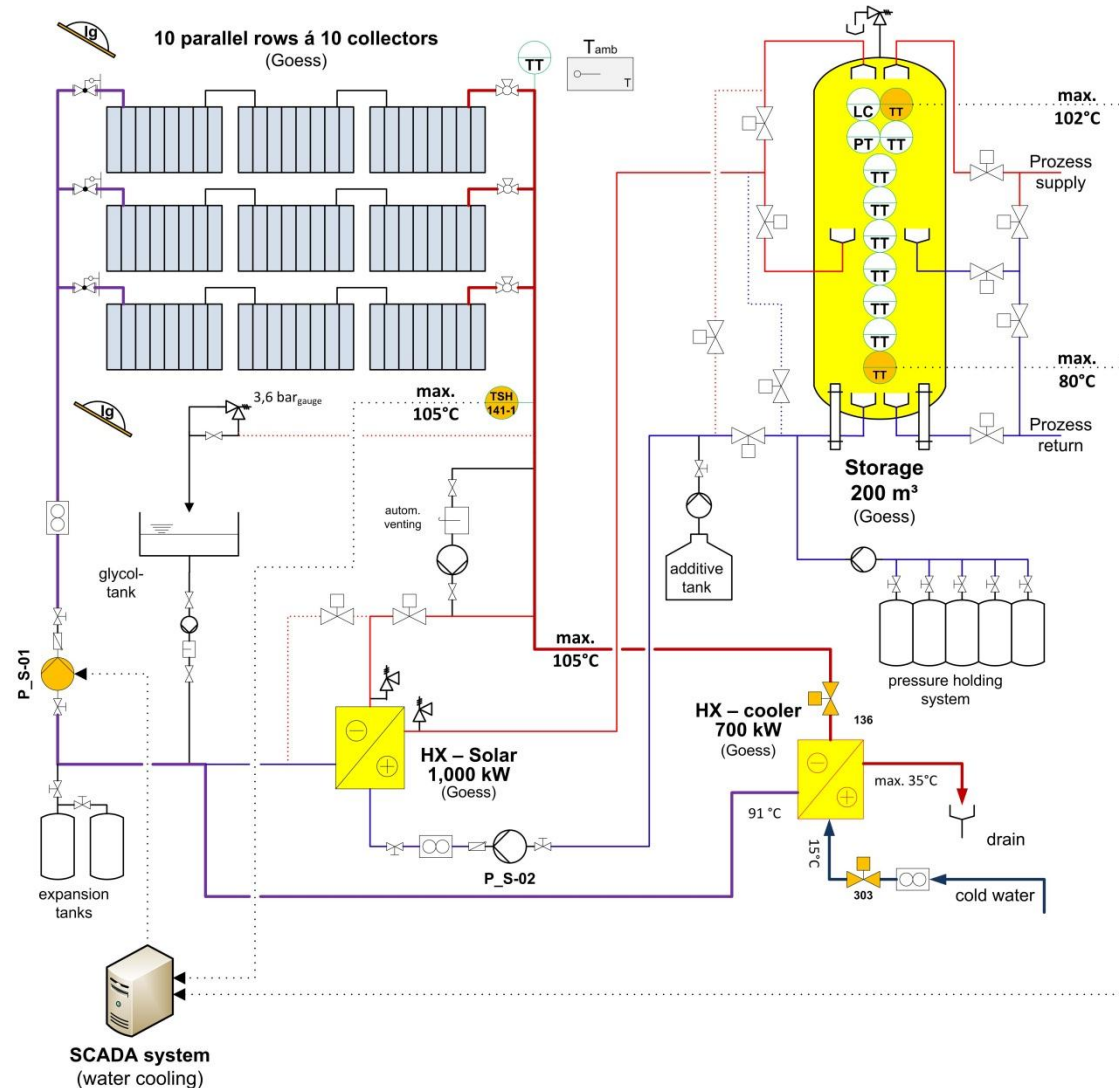 Ig
10 parallel rows á 10 collectors
(Goess)
TT
Tamb
T
LC
TT
PT
TT
TT
TT
TT
TT
TT
TT
TT
max.
102°C
Prozess
supply
max.
80°C
Prozess
return
Storage
200 m³
(Goess)
Ig
3,6 bargauge
max.
105°C
TSH
141-1
autom.
venting
glycol-
tank
additive
tank
P_S-01
max.
105°C
pressure holding
system
HX – Solar
1,000 kW
(Goess)
HX – cooler
700 kW
(Goess)
136
max. 35°C
91 °C
drain
15°C
303
cold water
P_S-02
expansion
tanks
SCADA system
(water cooling)